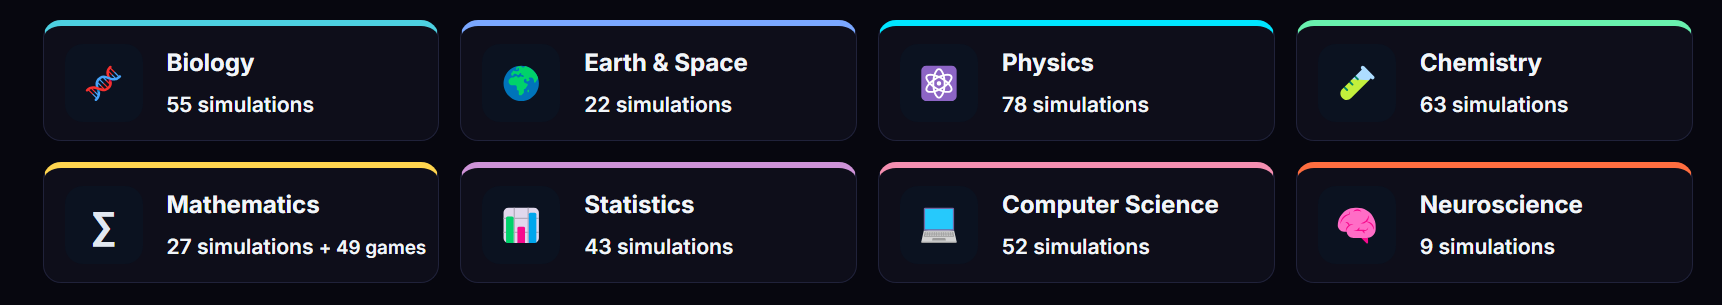 Biology
55 simulations
Earth & Space
22 simulations
Physics
78 simulations
Chemistry
63 simulations
Σ
Mathematics
27 simulations + 49 games
Statistics
43 simulations
Computer Science
52 simulations
Neuroscience
9 simulations